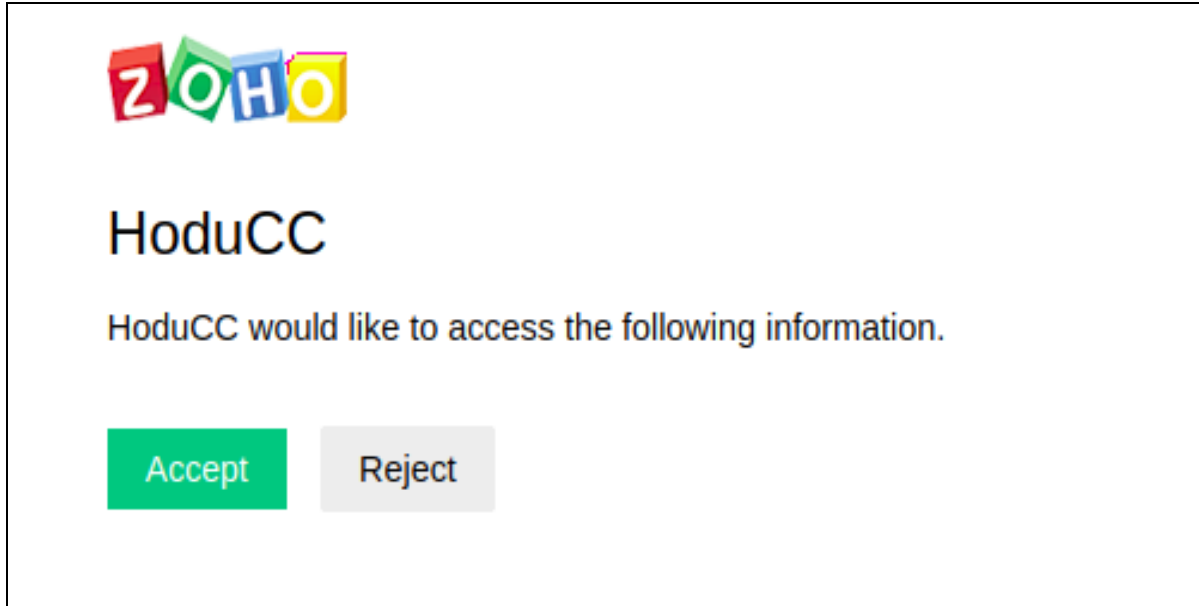 ZOHO
HoduCC
HoduCC would like to access the following information.
Accept Reject